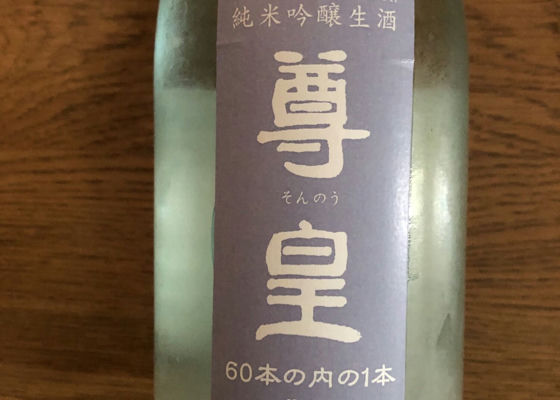 純米吟醸生酒
尊
そんのう
皇
60本の内の1本